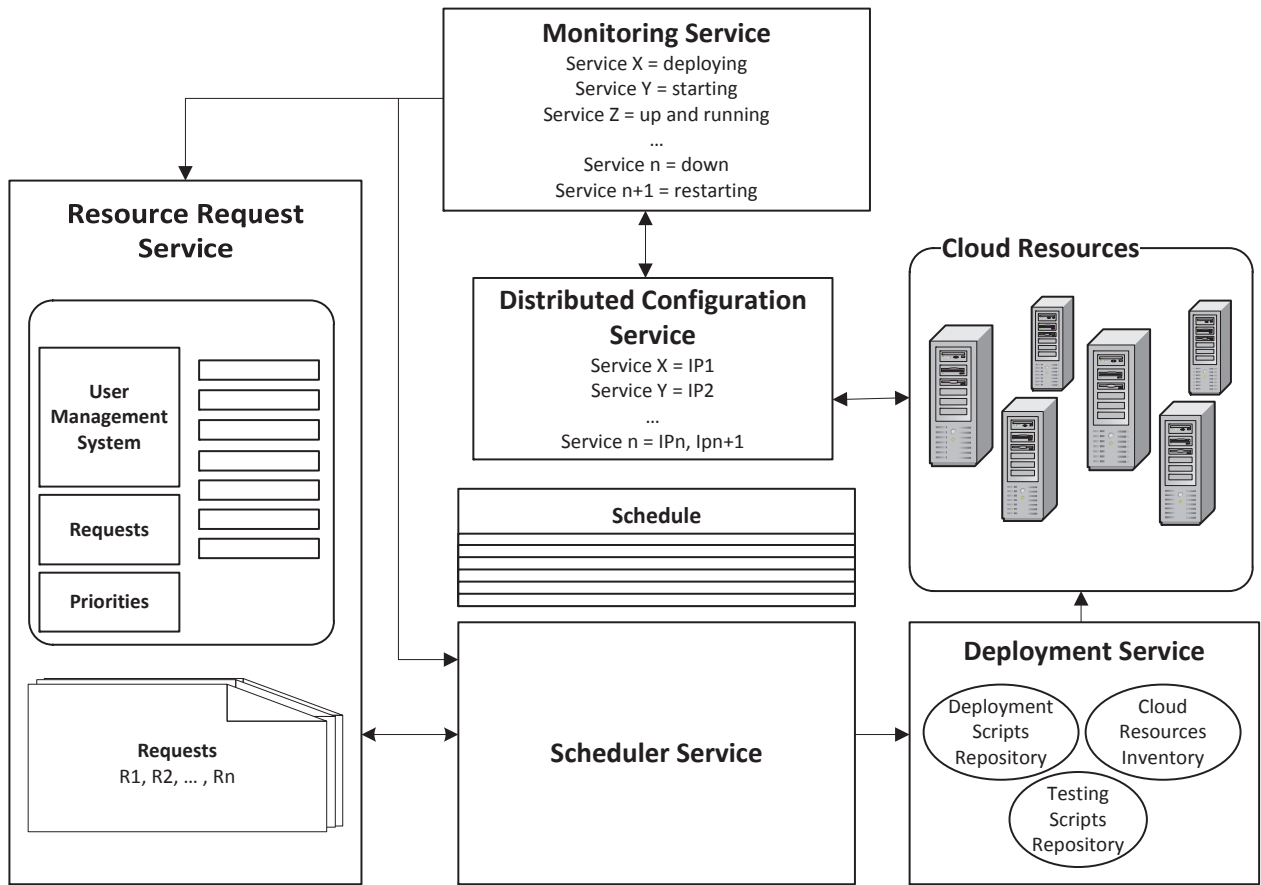 Monitoring Service
Service X = deploying
Service Y = starting
Service Z = up and running
...
Service n = down
Service n+1 = restarting
Resource Request
Service
User
Management
System
Requests
Priorities
Requests
R1, R2, ... , Rn
Distributed Configuration
Service
Service X = IP1
Service Y = IP2
...
Service n = IPn, Ipn+1
Cloud Resources
Schedule
Scheduler Service
Deployment Service
Deployment
Scripts
Repository
Cloud
Resources
Inventory
Testing
Scripts
Repository